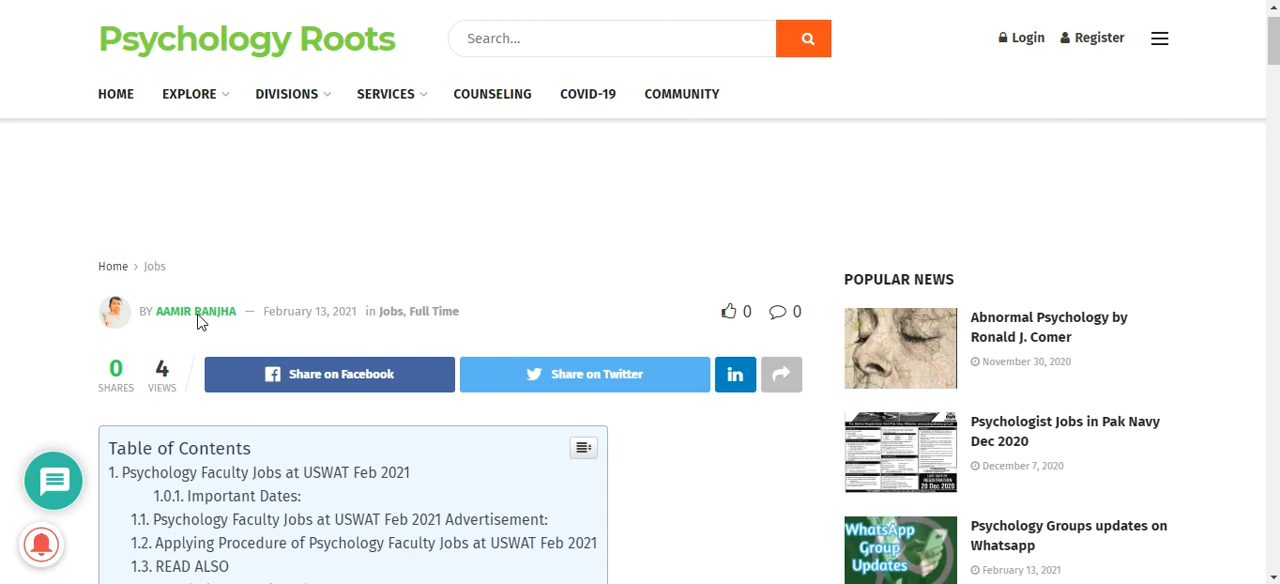 Psychology Roots
Search...
Login
Register
HOME
EXPLORE
DIVISIONS
SERVICES
COUNSELING
COVID-19
COMMUNITY
Home > Jobs
BY AAMIR RANJHA — February 13, 2021 in Jobs, Full Time
0
0
0
SHARES
4
VIEWS
Share on Facebook
Share on Twitter
in
Table of Contents
1. Psychology Faculty Jobs at USWAT Feb 2021
1.0.1. Important Dates:
1.1. Psychology Faculty Jobs at USWAT Feb 2021 Advertisement:
1.2. Applying Procedure of Psychology Faculty Jobs at USWAT Feb 2021
1.3. READ ALSO
POPULAR NEWS
Abnormal Psychology by
Ronald J. Comer
November 30, 2020
Psychologist Jobs in Pak Navy
Dec 2020
December 7, 2020
WhatsApp
Group
Updates
Psychology Groups updates on
Whatsapp
February 13, 2021